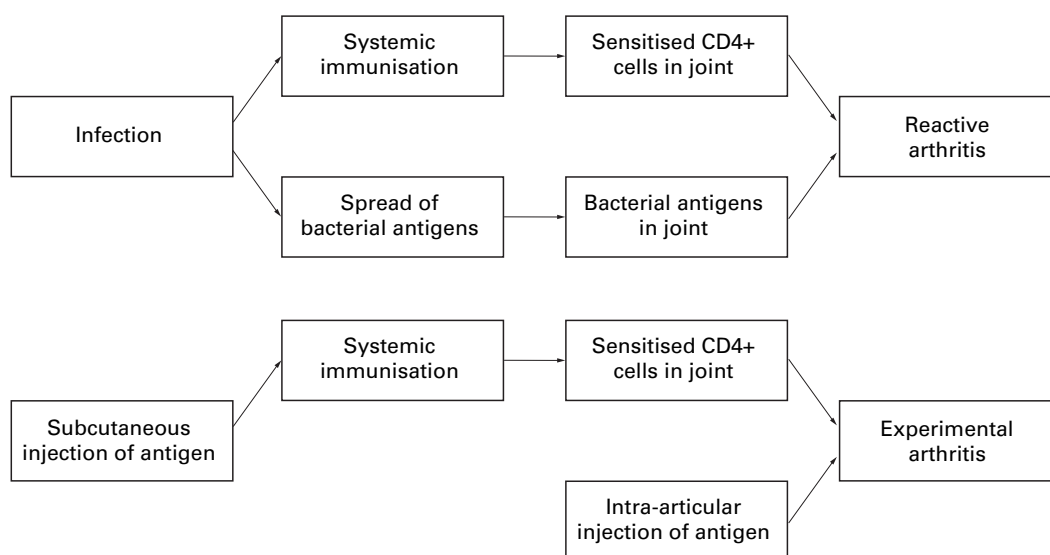 Systemic
immunisation
Sensitised CD4+
cells in joint
Infection
Reactive
arthritis
Spread of
bacterial antigens
Bacterial antigens
in joint
Systemic
immunisation
Sensitised CD4+
cells in joint
Subcutaneous
injection of antigen
Experimental
arthritis
Intra-articular
injection of antigen